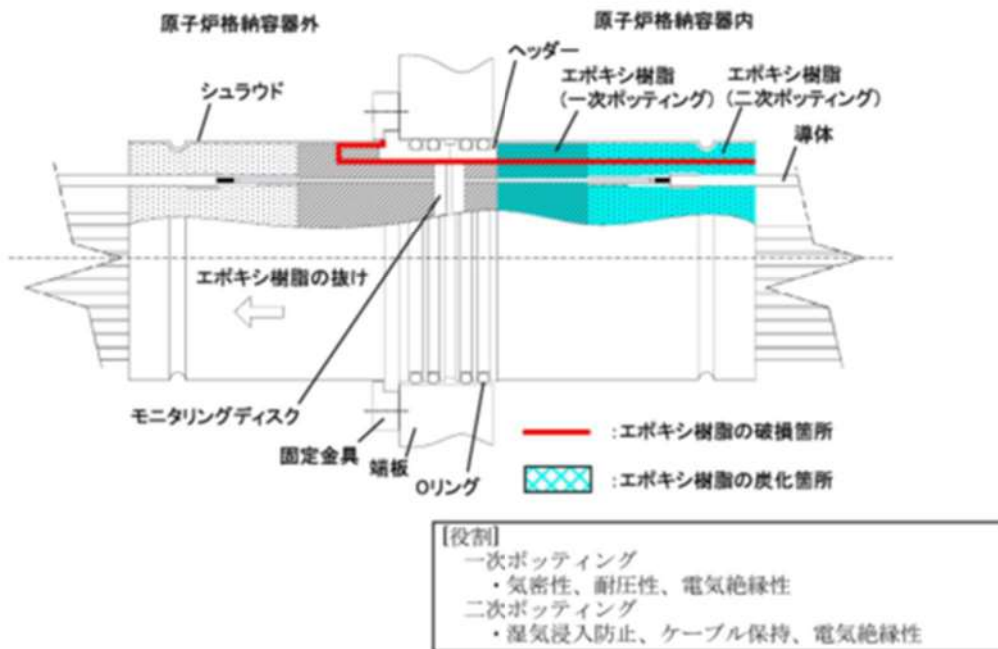 原子炉格納容器外
原子炉格納容器内
ヘッダー
シュラウド
エポキシ樹脂
(一次ポッティング)
エポキシ樹脂
(二次ポッティング)
導体
エポキシ樹脂の抜け
モニタリングディスク
固定金具
端板
Oリング
:エポキシ樹脂の破損箇所
:エポキシ樹脂の炭化箇所
[役割]
一次ポッティング
・気密性、耐圧性、電気絶縁性
二次ポッティング
・湿気浸入防止、ケーブル保持、電気絶縁性